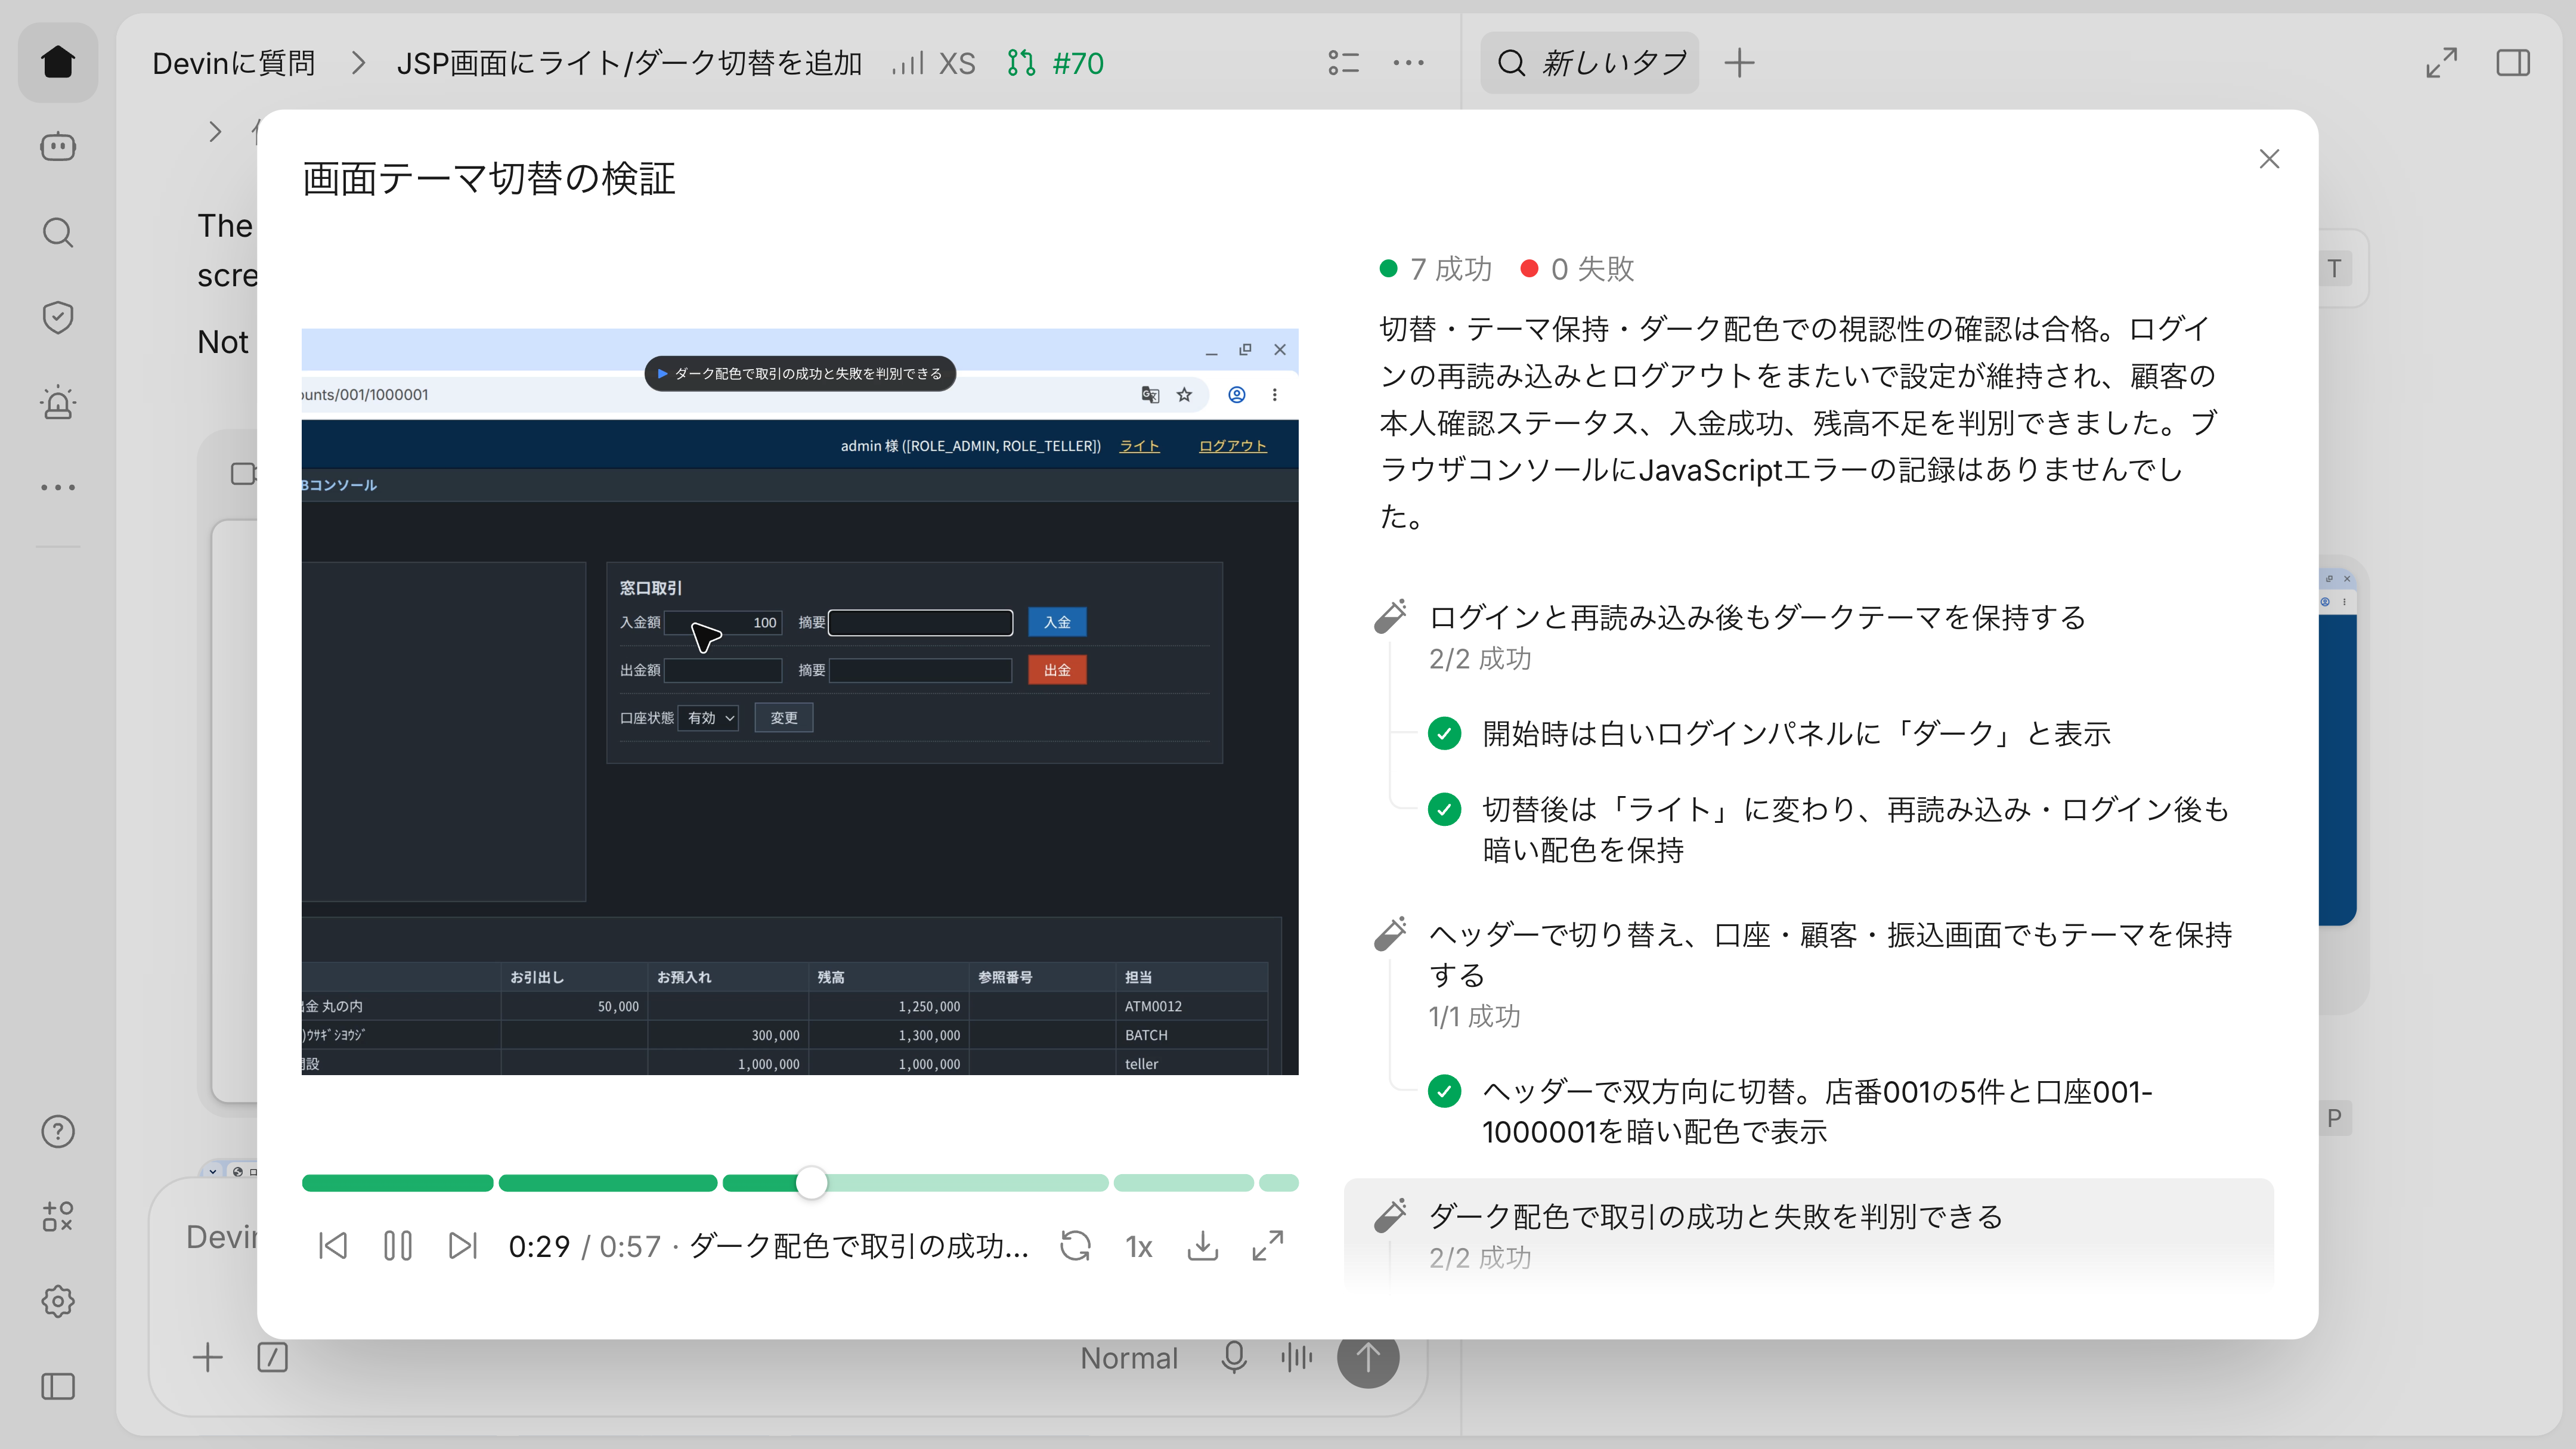 Devinに質問
JSP画面にライト/ダーク切替を追加
XS
#70
新しいタブ
The
scre
Not
T
P
Devin
Normal
画面テーマ切替の検証
▶ ダーク配色で取引の成功と失敗を判別できる
ounts/001/1000001
admin 様 ([ROLE_ADMIN, ROLE_TELLER])
ライト
ログアウト
Bコンソール
窓口取引
入金額 100 摘要 入金
出金額 摘要 出金
口座状態 有効 変更
お引出し お預入れ 残高 参照番号 担当
出金 丸の内 50,000 1,250,000 ATM0012
)ｳｻｷﾞｼﾖｳｼﾞ 300,000 1,300,000 BATCH
開設 1,000,000 1,000,000 teller
0:29 / 0:57 · ダーク配色で取引の成功...
1x
7 成功 0 失敗
切替・テーマ保持・ダーク配色での視認性の確認は合格。ログイ
ンの再読み込みとログアウトをまたいで設定が維持され、顧客の
本人確認ステータス、入金成功、残高不足を判別できました。ブ
ラウザコンソールにJavaScriptエラーの記録はありませんでし
た。
ログインと再読み込み後もダークテーマを保持する
2/2 成功
開始時は白いログインパネルに「ダーク」と表示
切替後は「ライト」に変わり、再読み込み・ログイン後も
暗い配色を保持
ヘッダーで切り替え、口座・顧客・振込画面でもテーマを保持
する
1/1 成功
ヘッダーで双方向に切替。店番001の5件と口座001-
1000001を暗い配色で表示
ダーク配色で取引の成功と失敗を判別できる
2/2 成功